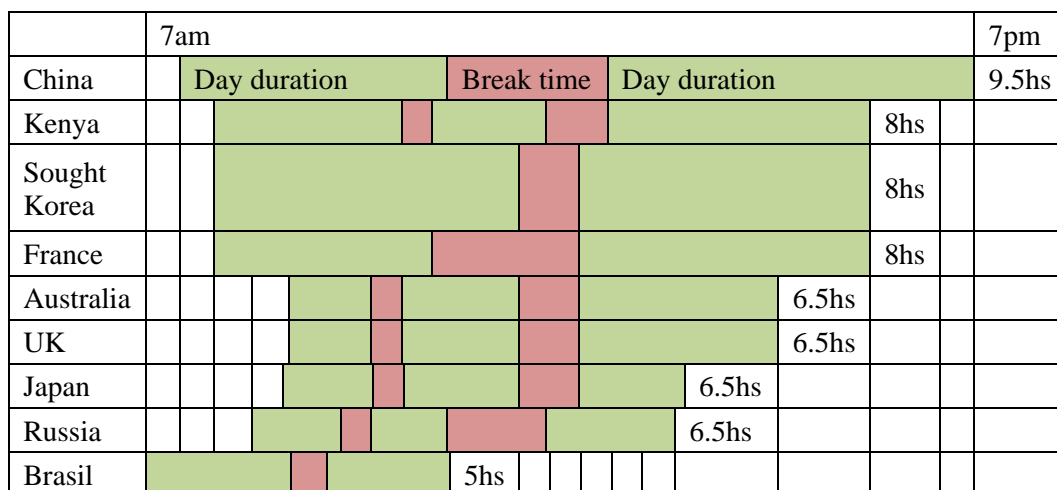 7am 7pm
China Day duration Break time Day duration 9.5hs
Kenya 8hs
Sought
Korea 8hs
France 8hs
Australia 6.5hs
UK 6.5hs
Japan 6.5hs
Russia 6.5hs
Brasil 5hs